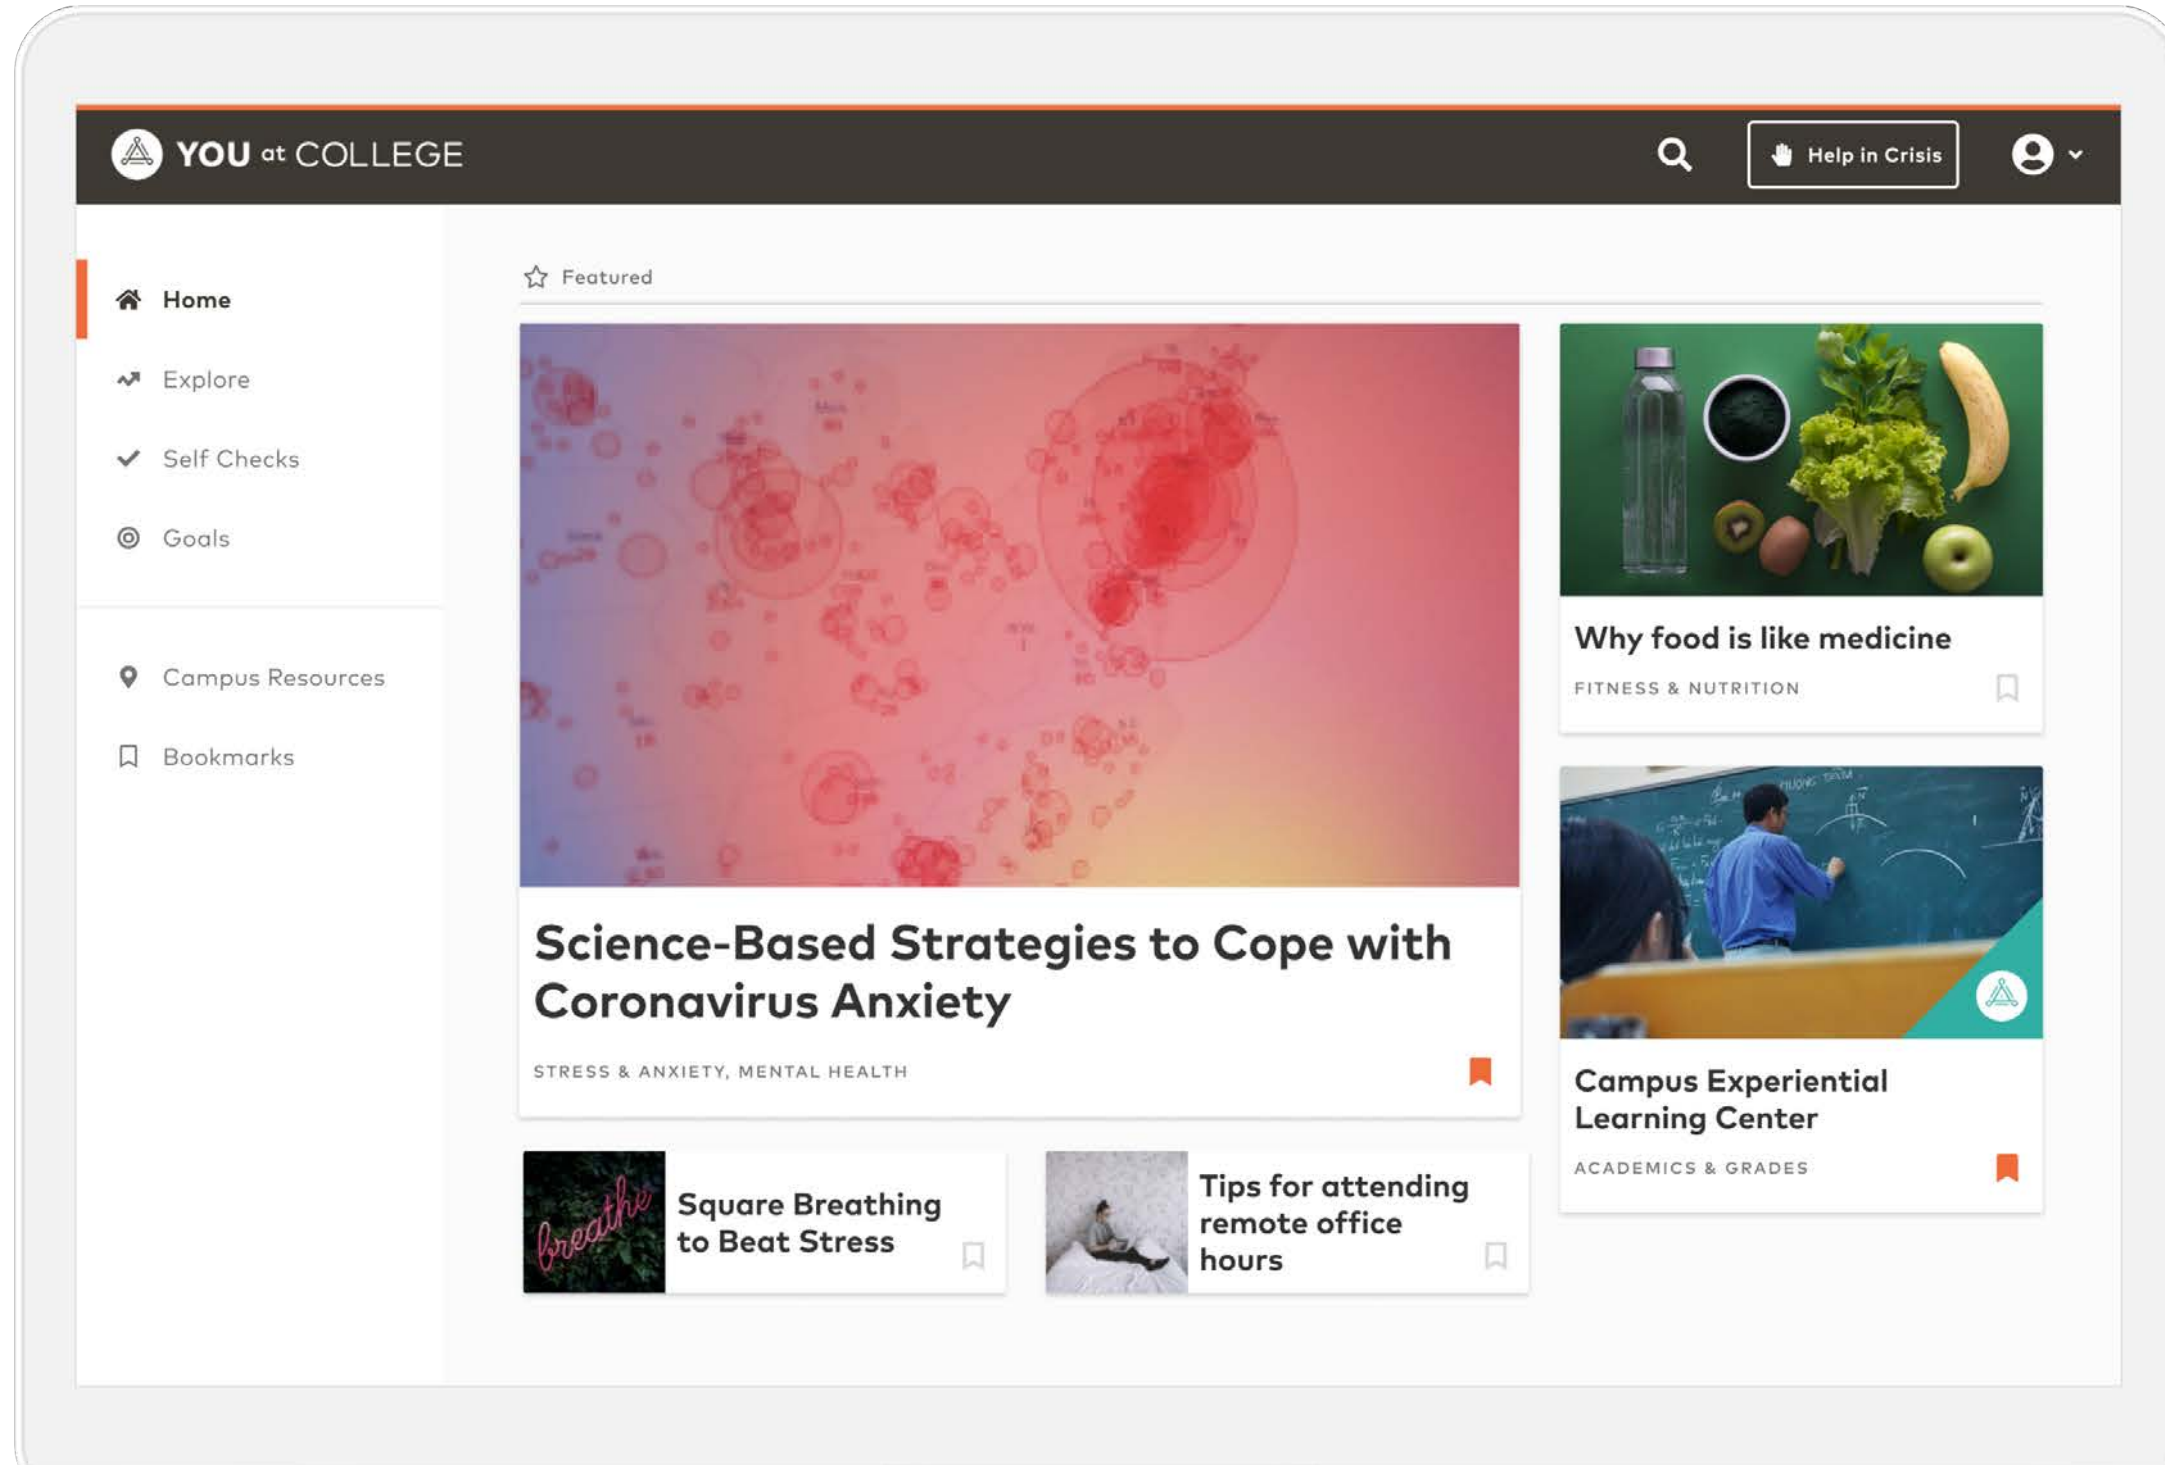 YOU at COLLEGE
Help in Crisis
Home
Explore
Self Checks
Goals
Campus Resources
Bookmarks
Featured
Science-Based Strategies to Cope with
Coronavirus Anxiety
STRESS & ANXIETY, MENTAL HEALTH
breathe
Square Breathing
to Beat Stress
Tips for attending
remote office
hours
Why food is like medicine
FITNESS & NUTRITION
Campus Experiential
Learning Center
ACADEMICS & GRADES